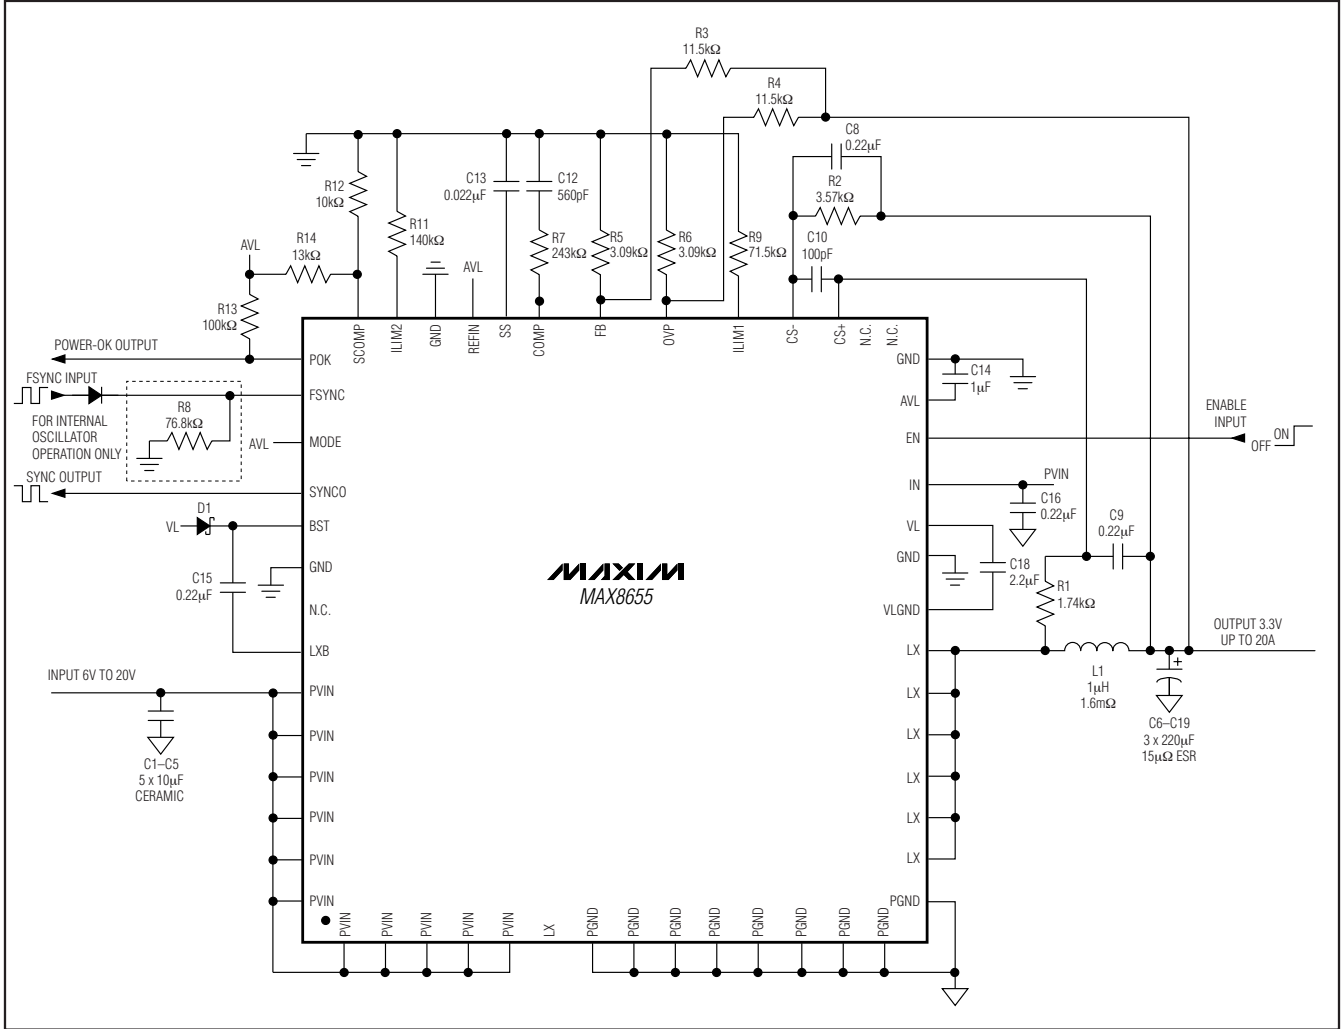 R3
11.5kΩ
R4
11.5kΩ
C8
0.22μF
R2
3.57kΩ
C10
100pF
R12
10kΩ
R11
140kΩ
C13
0.022μF
C12
560pF
R7
243kΩ
R5
3.09kΩ
R6
3.09kΩ
R9
71.5kΩ
AVL
R14
13kΩ
AVL
R13
100kΩ
SCOMP
ILIM2
GND
REFIN
SS
COMP
FB
OVP
ILIM1
CS-
CS+
N.C.
N.C.
POWER-OK OUTPUT
POK
FSYNC INPUT
FSYNC
FOR INTERNAL
OSCILLATOR
OPERATION ONLY
R8
76.8kΩ
AVL
MODE
SYNC OUTPUT
SYNCO
D1
VL
BST
C15
0.22μF
GND
N.C.
LXB
INPUT 6V TO 20V
PVIN
PVIN
PVIN
PVIN
PVIN
PVIN
C1–C5
5 x 10μF
CERAMIC
MAXIM
MAX8655
GND
C14
1μF
AVL
EN
ENABLE
INPUT
ON
OFF
IN
PVIN
C16
0.22μF
VL
GND
C18
2.2μF
VLGND
C9
0.22μF
R1
1.74kΩ
OUTPUT 3.3V
UP TO 20A
LX
LX
LX
LX
LX
LX
L1
1μH
1.6mΩ
+
C6–C19
3 x 220μF
15μΩ ESR
PGND
PVIN
PVIN
PVIN
PVIN
PVIN
LX
PGND
PGND
PGND
PGND
PGND
PGND
PGND
PGND